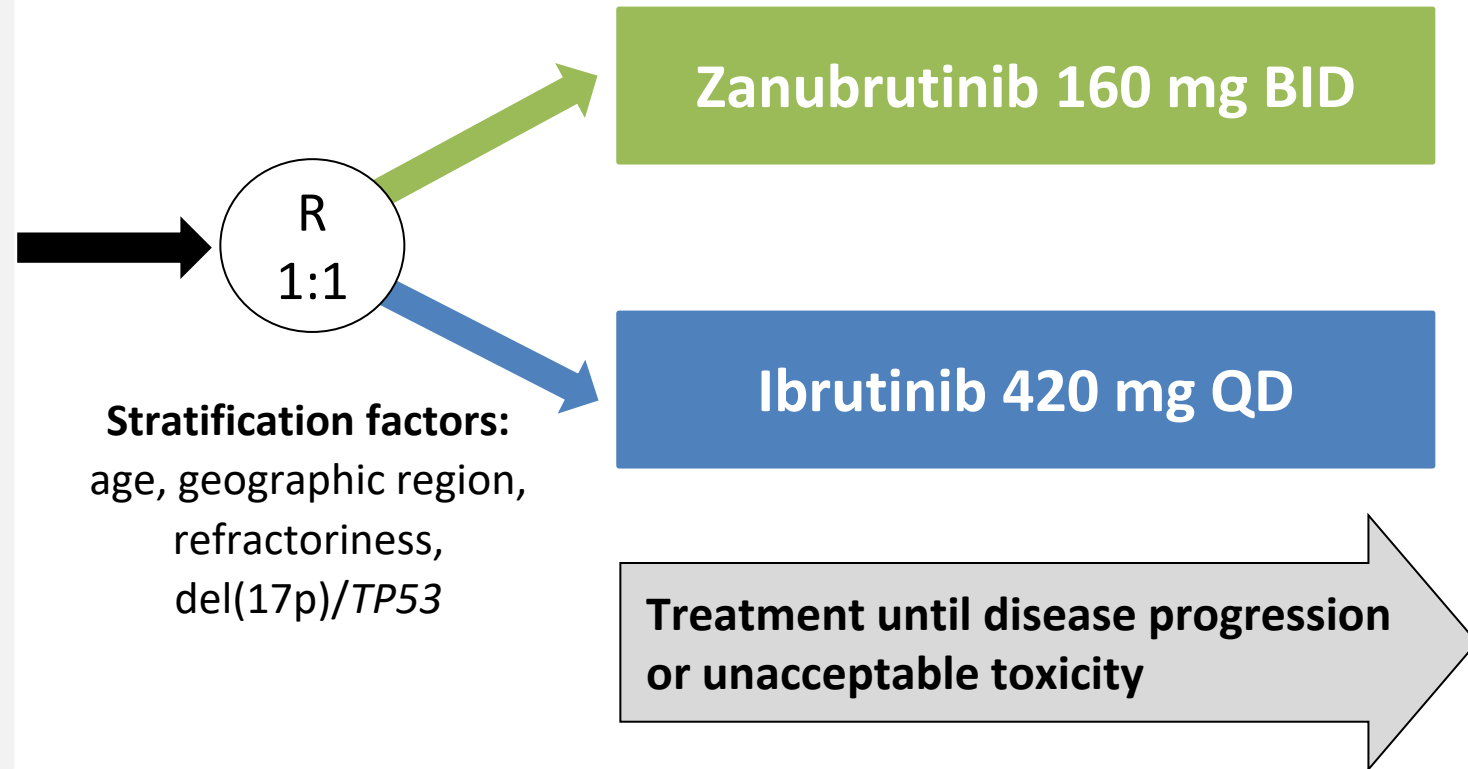 Zanubrutinib 160 mg BID
R
1:1
Ibrutinib 420 mg QD
Stratification factors:
age, geographic region,
refractoriness,
del(17p)/TP53
Treatment until disease progression
or unacceptable toxicity